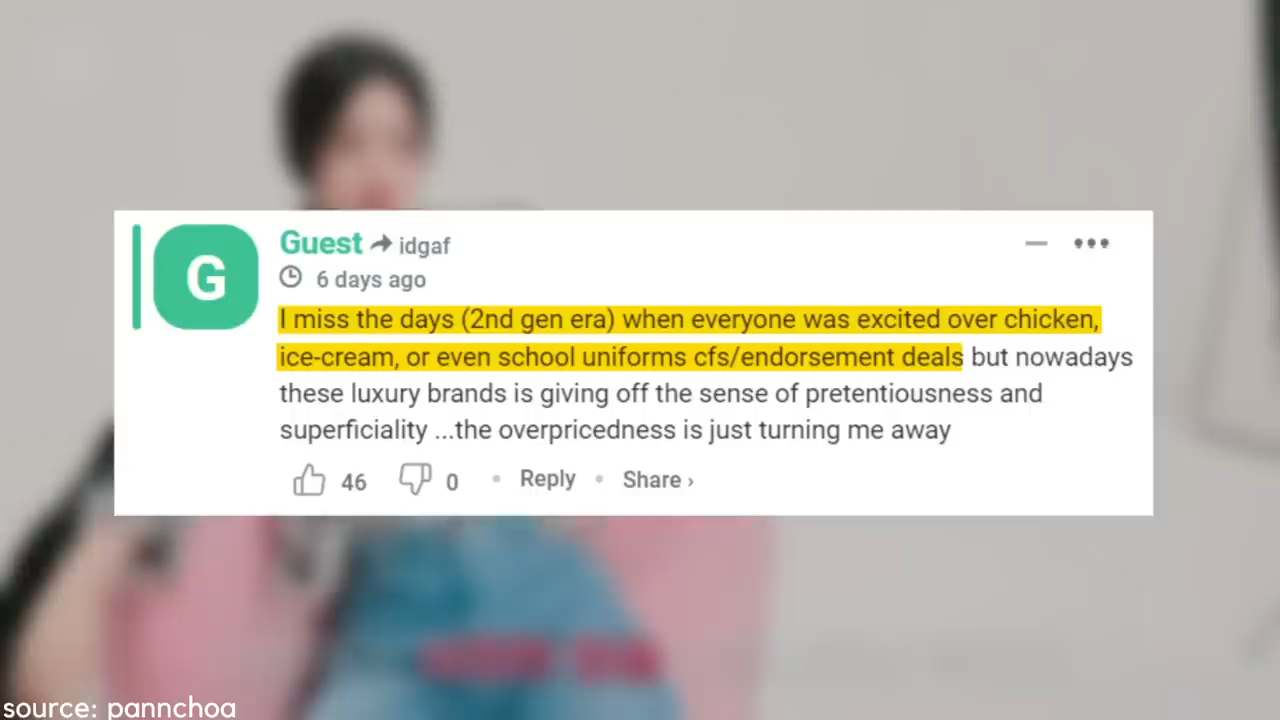 G
Guest idgaf
6 days ago
I miss the days (2nd gen era) when everyone was excited over chicken,
ice-cream, or even school uniforms cfs/endorsement deals but nowadays
these luxury brands is giving off the sense of pretentiousness and
superficiality ...the overpricedness is just turning me away
46 0 • Reply • Share ›
source: pannchoa